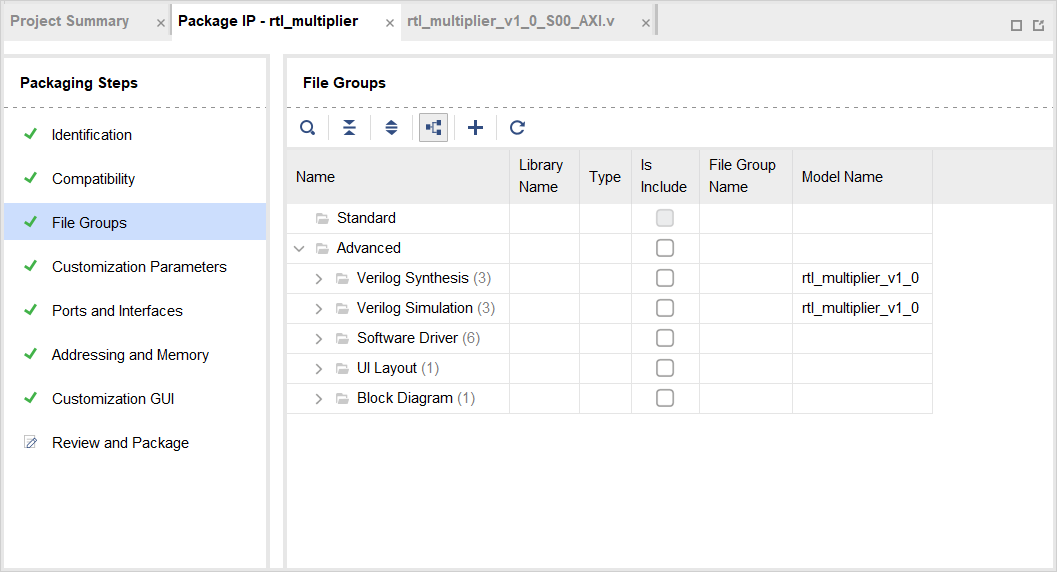 Project Summary × Package IP - rtl_multiplier × rtl_multiplier_v1_0_S00_AXI.v ×
Packaging Steps
Identification
Compatibility
File Groups
Customization Parameters
Ports and Interfaces
Addressing and Memory
Customization GUI
Review and Package
File Groups
Name Library Name Type Is Include File Group Name Model Name
Standard
Advanced
Verilog Synthesis (3) rtl_multiplier_v1_0
Verilog Simulation (3) rtl_multiplier_v1_0
Software Driver (6)
UI Layout (1)
Block Diagram (1)